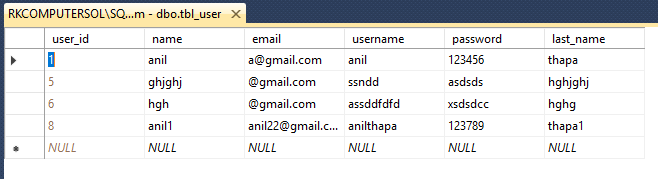 RKCOMPUTERSOL\SQ...m - dbo.tbl_user
user_id name email username password last_name
1 anil a@gmail.com anil 123456 thapa
5 ghjghj @gmail.com ssndd asdsds hghjghj
6 hgh @gmail.com assddfdfd xsdsdcc hghg
8 anil1 anil22@gmail.c... anilthapa 123789 thapa1
NULL NULL NULL NULL NULL NULL